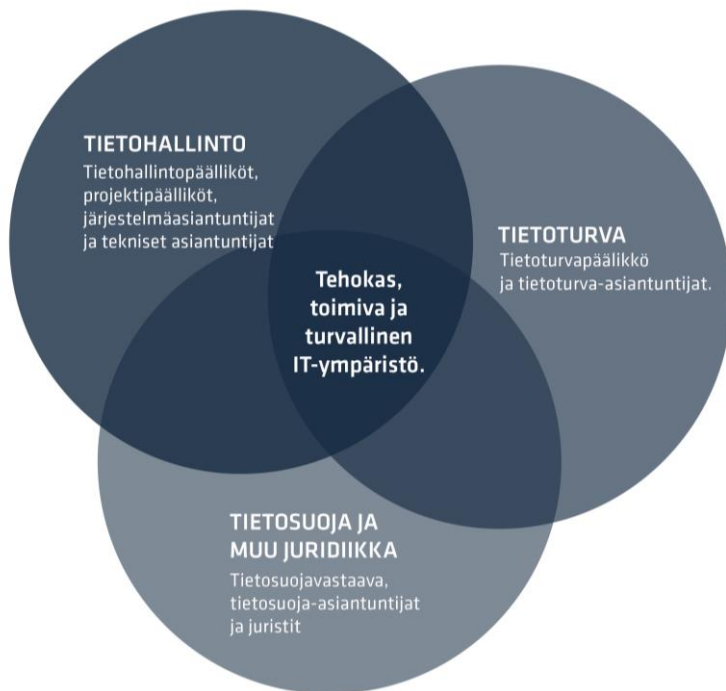 TIETOHALLINTO
Tietohallintopäälliköt,
projektipäälliköt,
järjestelmäasiantuntijat
ja tekniset asiantuntijat
TIETOTURVA
Tietoturvapäälikkö
ja tietoturva-asiantuntijat.
Tehokas,
toimiva ja
turvallinen
IT-ympäristö.
TIETOSUOJA JA
MUU JURIDIIKKA
Tietosuojavastaava,
tietosuoja-asiantuntijat
ja juristit